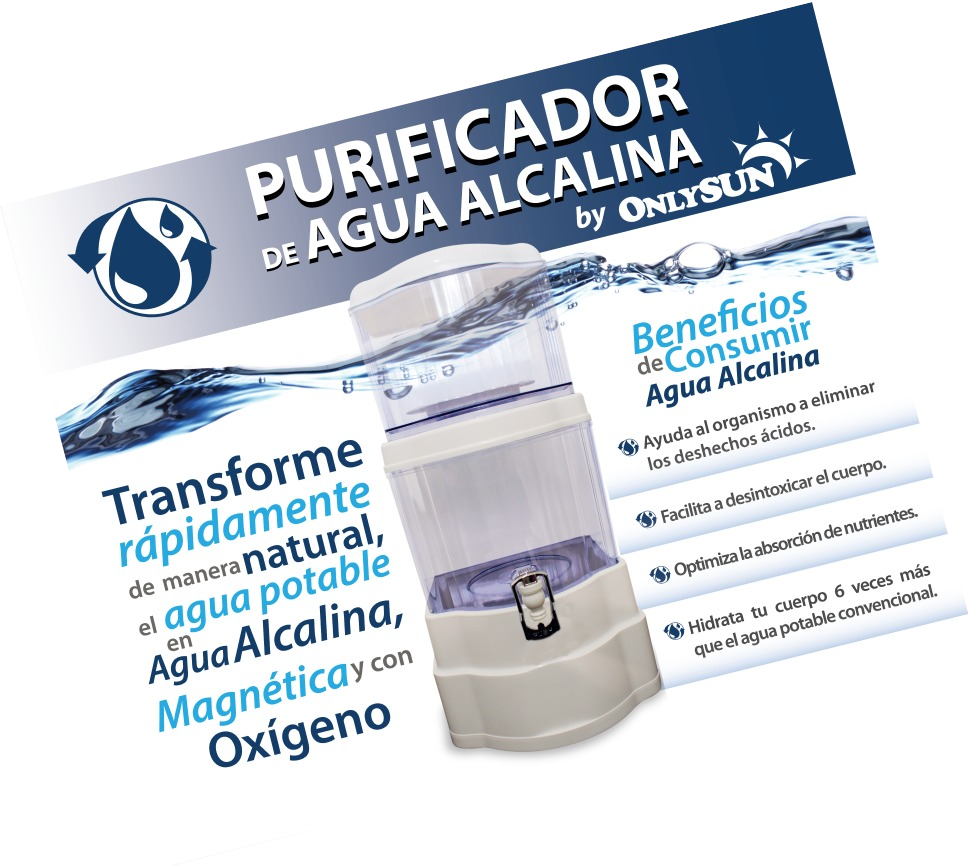 PURIFICADOR
DE AGUA ALCALINA
by ONLYSUN
Transforme
rápidamente
de manera natural,
el agua potable
en
Agua Alcalina,
Magnética y con
Oxígeno
Beneficios
de Consumir
Agua Alcalina
Ayuda al organismo a eliminar
los deshechos ácidos.
Facilita a desintoxicar el cuerpo.
Optimiza la absorción de nutrientes.
Hidrata tu cuerpo 6 veces más
que el agua potable convencional.